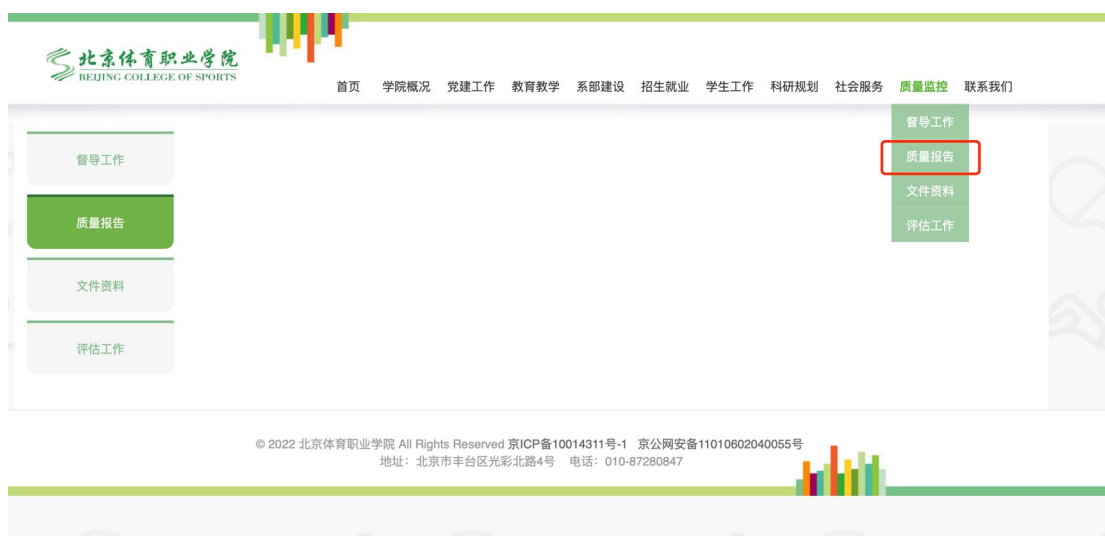 北京体育职业学院
BEIJING COLLEGE OF SPORTS
首页 学院概况 党建工作 教育教学 系部建设 招生就业 学生工作 科研规划 社会服务 质量监控 联系我们
督导工作
质量报告
文件资料
评估工作
督导工作
质量报告
文件资料
评估工作
© 2022 北京体育职业学院 All Rights Reserved 京ICP备10014311号-1 京公网安备11010602040055号
地址：北京市丰台区光彩北路4号 电话：010-87280847